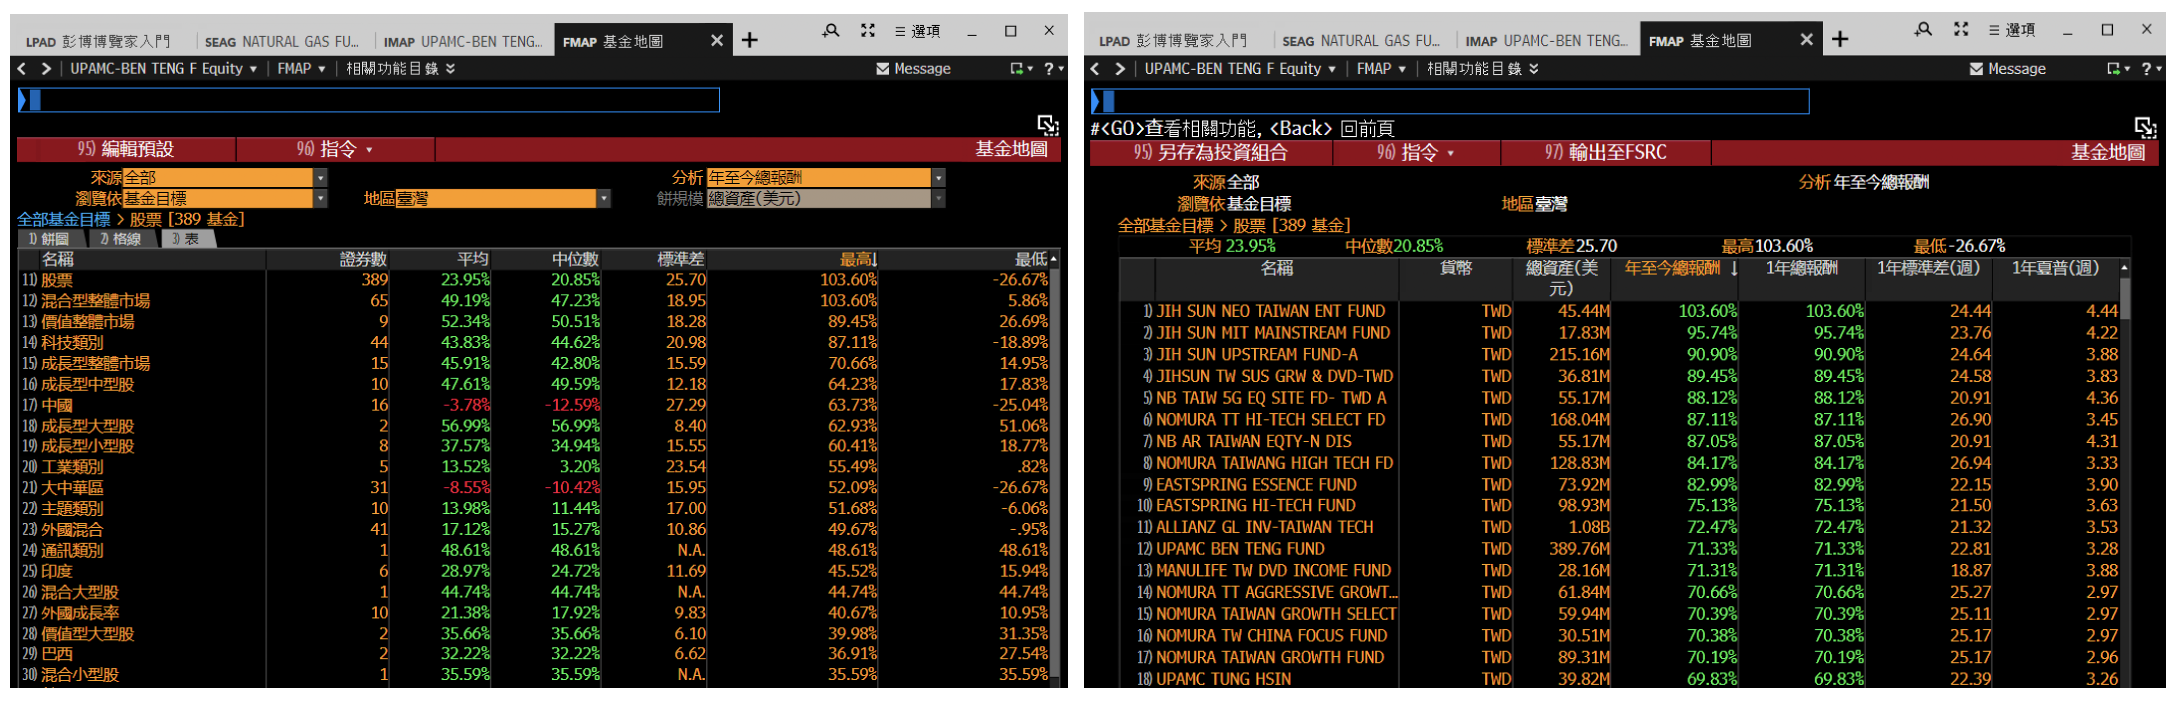 LPAD 彭博博覽家入門 SEAG NATURAL GAS FU... IMAP UPAMC-BEN TENG... FMAP 基金地圖 × + 選項 _ □ ×
< > UPAMC-BEN TENG F Equity ▾ FMAP ▾ 相關功能目錄 Message ? ▾
95) 編輯預設 96) 指令 ▾ 基金地圖
來源 全部 分析 年至今總報酬
瀏覽依 基金目標 地區 臺灣 餅規模 總資產(美元)
全部基金目標 > 股票 [389 基金]
1) 餅圖 2) 格線 3) 表
名稱 證券數 平均 中位數 標準差 最高↓ 最低
11) 股票 389 23.95% 20.85% 25.70 103.60% -26.67%
12) 混合型整體市場 65 49.19% 47.23% 18.95 103.60% 5.86%
13) 價值整體市場 9 52.34% 50.51% 18.28 89.45% 26.69%
14) 科技類別 44 43.83% 44.62% 20.98 87.11% -18.89%
15) 成長型整體市場 15 45.91% 42.80% 15.59 70.66% 14.95%
16) 成長型中型股 10 47.61% 49.59% 12.18 64.23% 17.83%
17) 中國 16 -3.78% -12.59% 27.29 63.73% -25.04%
18) 成長型大型股 2 56.99% 56.99% 8.40 62.93% 51.06%
19) 成長型小型股 8 37.57% 34.94% 15.55 60.41% 18.77%
20) 工業類別 5 13.52% 3.20% 23.54 55.49% .82%
21) 大中華區 31 -8.55% -10.42% 15.95 52.09% -26.67%
22) 主題類別 10 13.98% 11.44% 17.00 51.68% -6.06%
23) 外國混合 41 17.12% 15.27% 10.86 49.67% -.95%
24) 通訊類別 1 48.61% 48.61% N.A. 48.61% 48.61%
25) 印度 6 28.97% 24.72% 11.69 45.52% 15.94%
26) 混合大型股 1 44.74% 44.74% N.A. 44.74% 44.74%
27) 外國成長率 10 21.38% 17.92% 9.83 40.67% 10.95%
28) 價值型大型股 2 35.66% 35.66% 6.10 39.98% 31.35%
29) 巴西 2 32.22% 32.22% 6.62 36.91% 27.54%
30) 混合小型股 1 35.59% 35.59% N.A. 35.59% 35.59%
LPAD 彭博博覽家入門 SEAG NATURAL GAS FU... IMAP UPAMC-BEN TENG... FMAP 基金地圖 × + 選項 _ □ ×
< > UPAMC-BEN TENG F Equity ▾ FMAP ▾ 相關功能目錄 Message ? ▾
#<GO>查看相關功能, <Back> 回前頁
95) 另存為投資組合 96) 指令 ▾ 97) 輸出至FSRC 基金地圖
來源 全部 分析 年至今總報酬
瀏覽依 基金目標 地區 臺灣
全部基金目標 > 股票 [389 基金]
平均 23.95% 中位數 20.85% 標準差 25.70 最高 103.60% 最低 -26.67%
名稱 貨幣 總資產(美元) 年至今總報酬 ↓ 1年總報酬 1年標準差(週) 1年夏普(週)
1) JIH SUN NEO TAIWAN ENT FUND TWD 45.44M 103.60% 103.60% 24.44 4.44
2) JIH SUN MIT MAINSTREAM FUND TWD 17.83M 95.74% 95.74% 23.76 4.22
3) JIH SUN UPSTREAM FUND-A TWD 215.16M 90.90% 90.90% 24.64 3.88
4) JIHSUN TW SUS GRW & DVD-TWD TWD 36.81M 89.45% 89.45% 24.58 3.83
5) NB TAIW 5G EQ SITE FD- TWD A TWD 55.17M 88.12% 88.12% 20.91 4.36
6) NOMURA TT HI-TECH SELECT FD TWD 168.04M 87.11% 87.11% 26.90 3.45
7) NB AR TAIWAN EQTY-N DIS TWD 55.17M 87.05% 87.05% 20.91 4.31
8) NOMURA TAIWANG HIGH TECH FD TWD 128.83M 84.17% 84.17% 26.94 3.33
9) EASTSPRING ESSENCE FUND TWD 73.92M 82.99% 82.99% 22.15 3.90
10) EASTSPRING HI-TECH FUND TWD 98.93M 75.13% 75.13% 21.50 3.63
11) ALLIANZ GL INV-TAIWAN TECH TWD 1.08B 72.47% 72.47% 21.32 3.53
12) UPAMC BEN TENG FUND TWD 389.76M 71.33% 71.33% 22.81 3.28
13) MANULIFE TW DVD INCOME FUND TWD 28.16M 71.31% 71.31% 18.87 3.88
14) NOMURA TT AGGRESSIVE GROWT... TWD 61.84M 70.66% 70.66% 25.27 2.97
15) NOMURA TAIWAN GROWTH SELECT TWD 59.94M 70.39% 70.39% 25.11 2.97
16) NOMURA TW CHINA FOCUS FUND TWD 30.51M 70.38% 70.38% 25.17 2.97
17) NOMURA TAIWAN GROWTH FUND TWD 89.31M 70.19% 70.19% 25.17 2.96
18) UPAMC TUNG HSIN TWD 39.82M 69.83% 69.83% 22.39 3.26